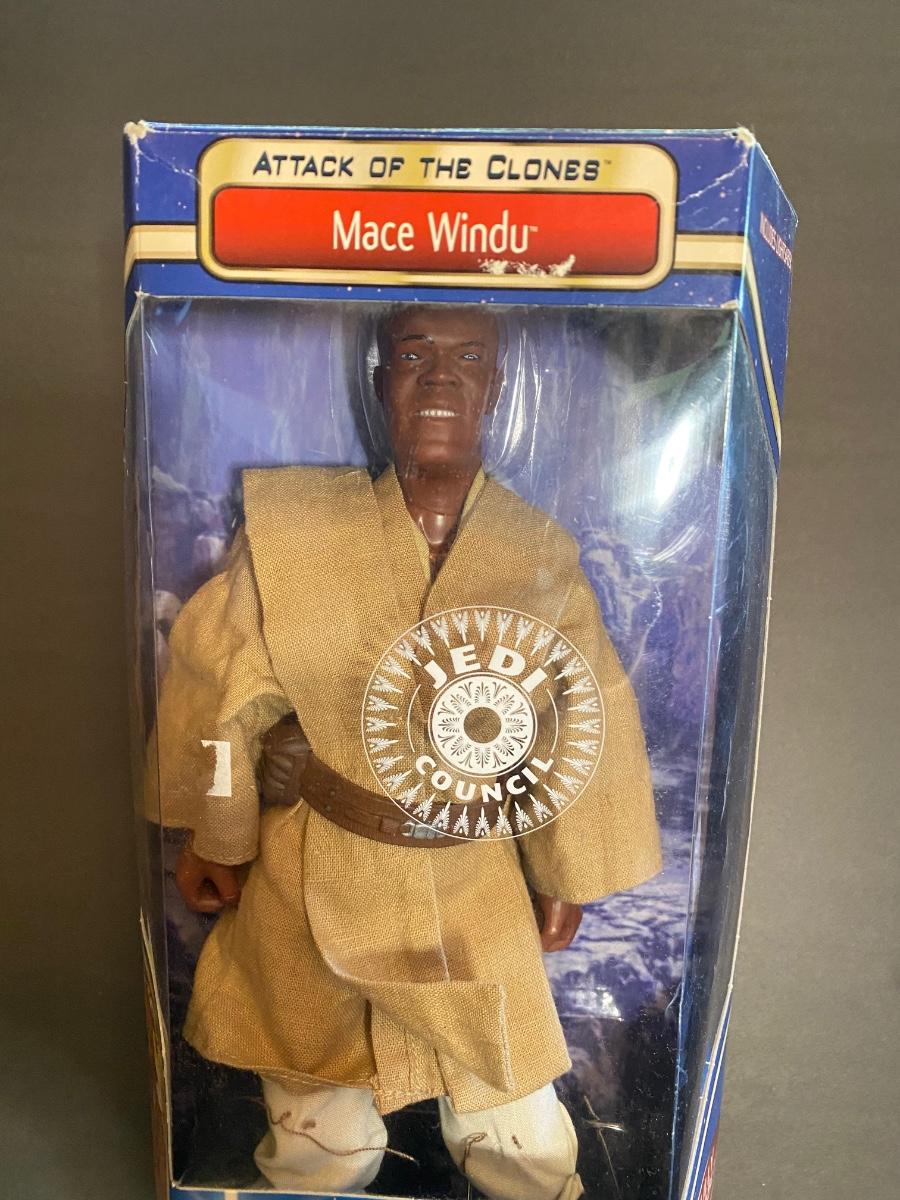 ATTACK OF THE CLONES™
Mace Windu™
JEDI
COUNCIL